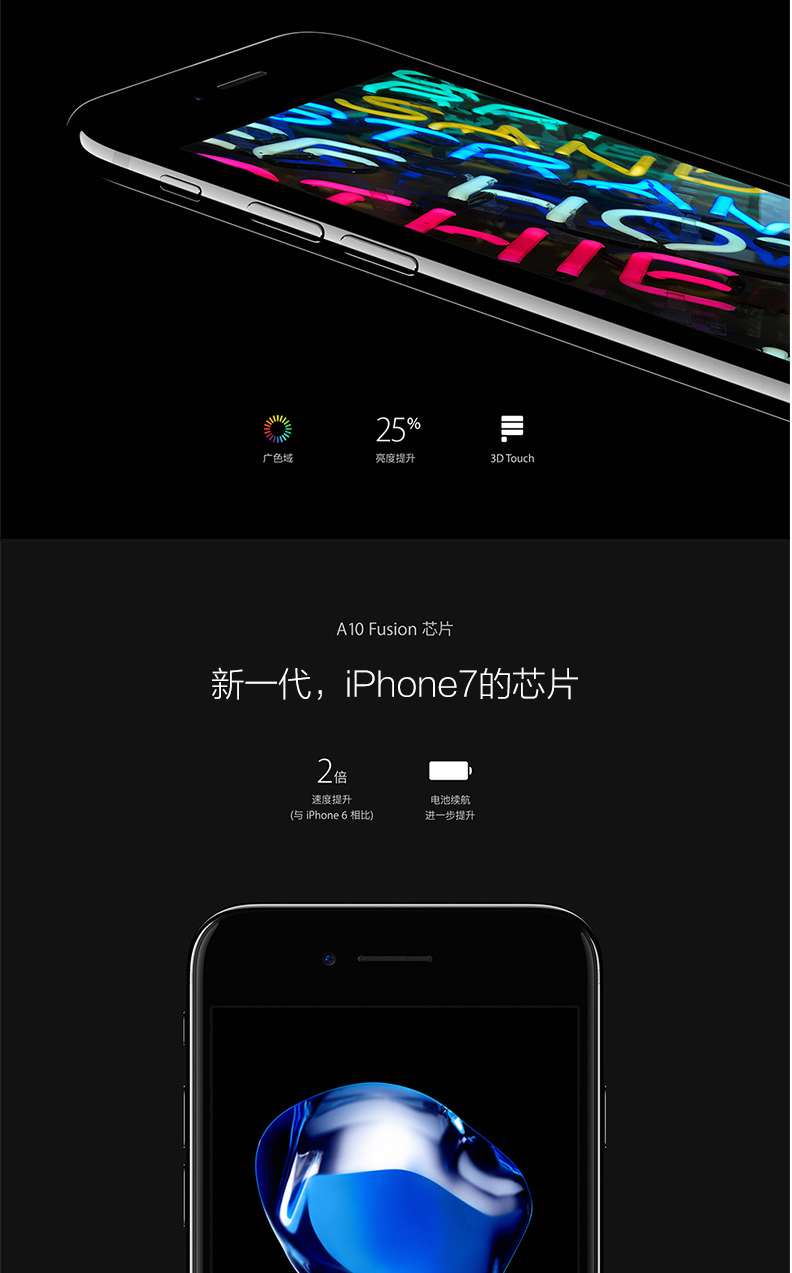 广色域
25%
亮度提升
3D Touch
A10 Fusion 芯片
新一代，iPhone7的芯片
2倍
速度提升
(与 iPhone 6 相比)
电池续航
进一步提升